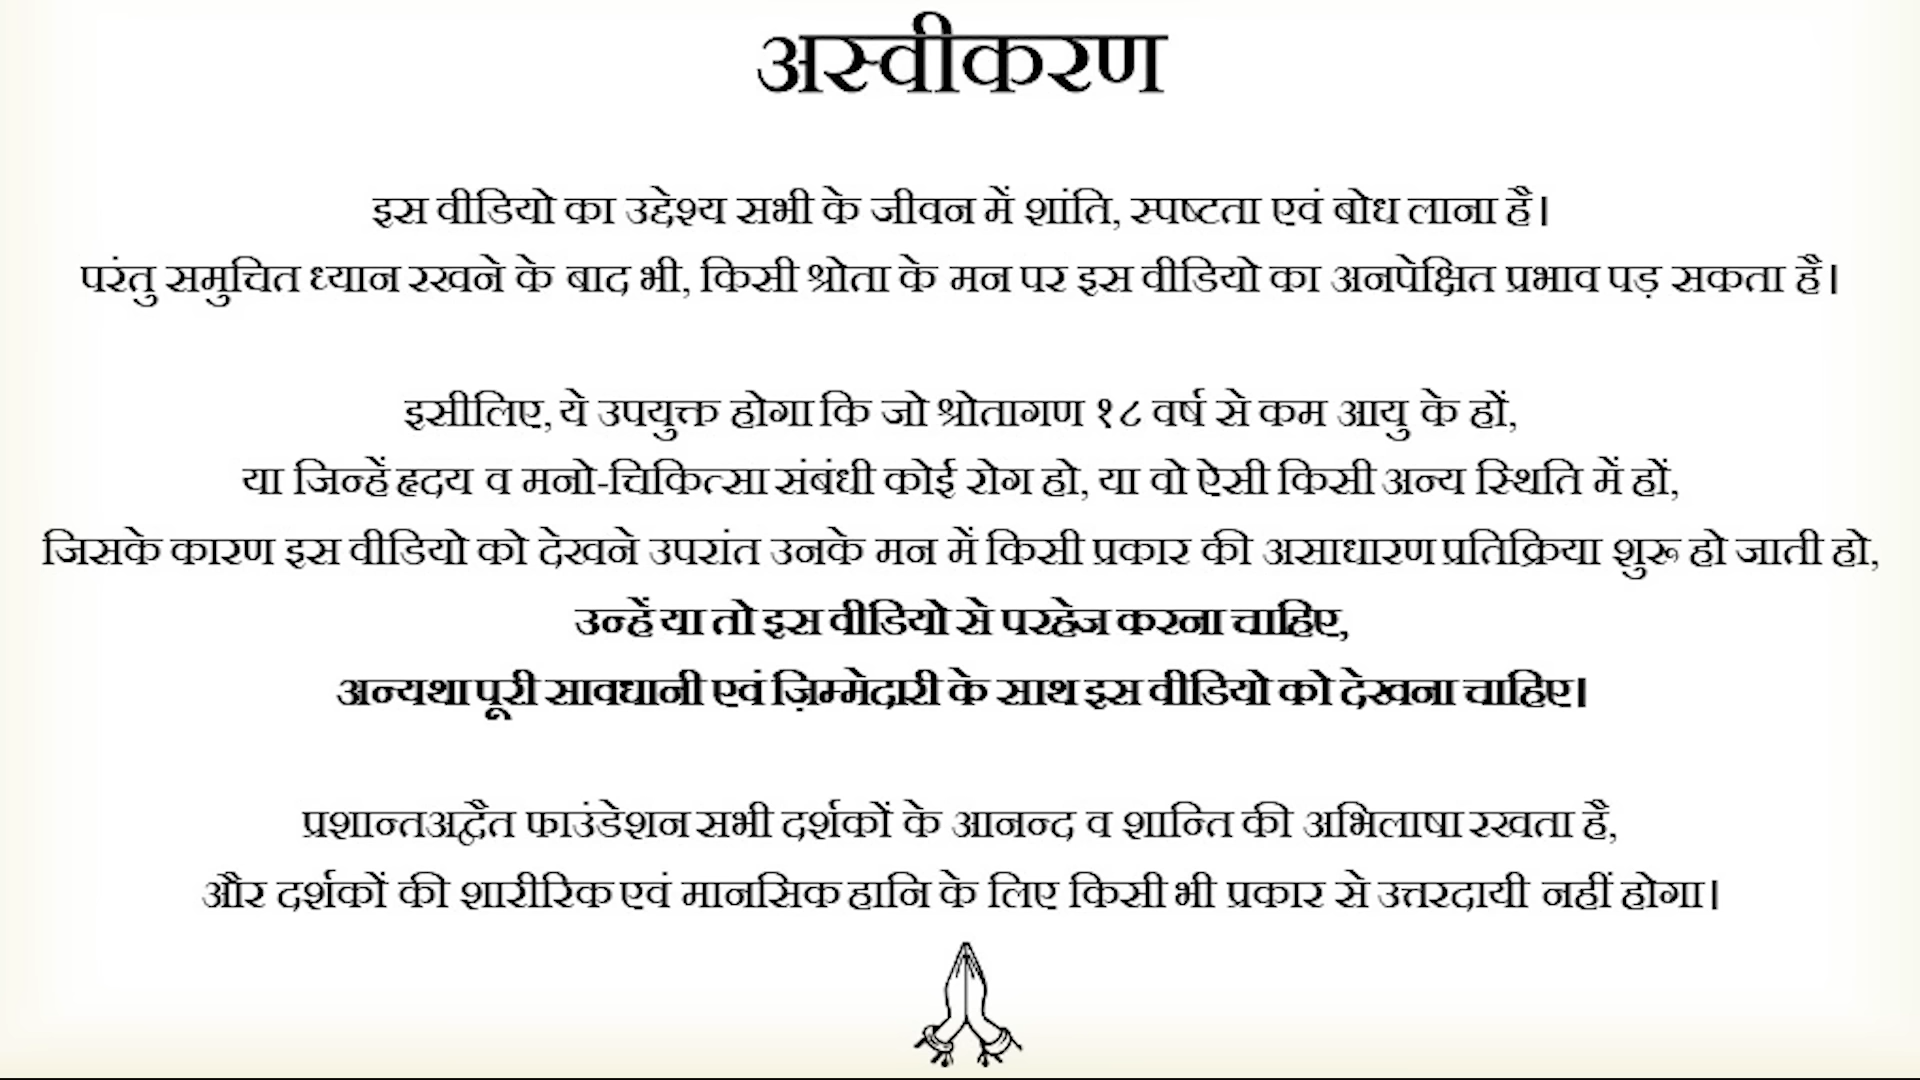 अस्वीकरण
इस वीडियो का उद्देश्य सभी के जीवन में शांति, स्पष्टता एवं बोध लाना है।
परंतु समुचित ध्यान रखने के बाद भी, किसी श्रोता के मन पर इस वीडियो का अनपेक्षित प्रभाव पड़ सकता है।
इसीलिए, ये उपयुक्त होगा कि जो श्रोतागण १८ वर्ष से कम आयु के हों,
या जिन्हें हृदय व मनो-चिकित्सा संबंधी कोई रोग हो, या वो ऐसी किसी अन्य स्थिति में हों,
जिसके कारण इस वीडियो को देखने उपरांत उनके मन में किसी प्रकार की असाधारण प्रतिक्रिया शुरू हो जाती हो,
उन्हें या तो इस वीडियो से परहेज करना चाहिए,
अन्यथा पूरी सावधानी एवं ज़िम्मेदारी के साथ इस वीडियो को देखना चाहिए।
प्रशान्तअद्वैत फाउंडेशन सभी दर्शकों के आनन्द व शान्ति की अभिलाषा रखता है,
और दर्शकों की शारीरिक एवं मानसिक हानि के लिए किसी भी प्रकार से उत्तरदायी नहीं होगा।